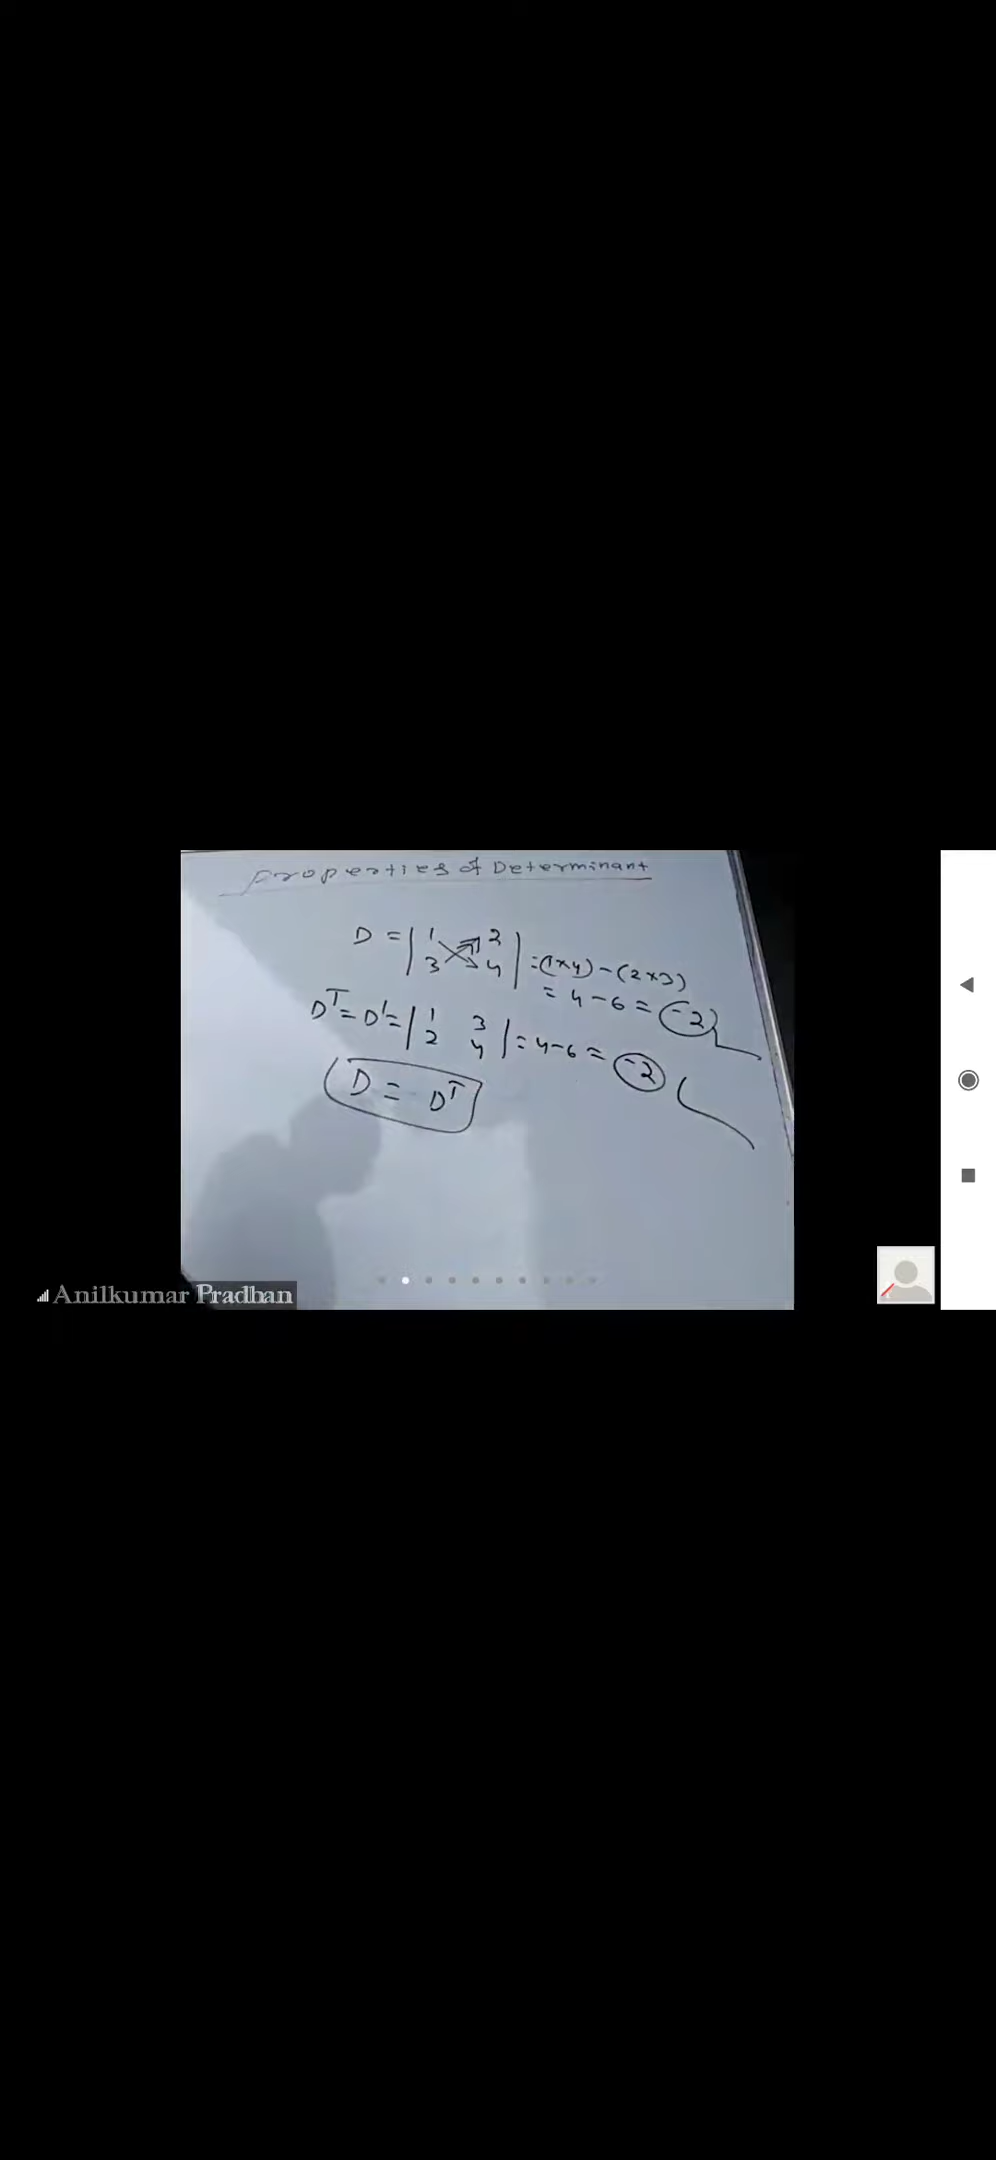 Properties of Determinant
D = | 1 2 | = (1×4) - (2×3)
| 3 4 |
= 4 - 6 = -2
Dᵀ = D' = | 1 3 | = 4-6 = -2
| 2 4 |
D = Dᵀ
Anilkumar Pradhan